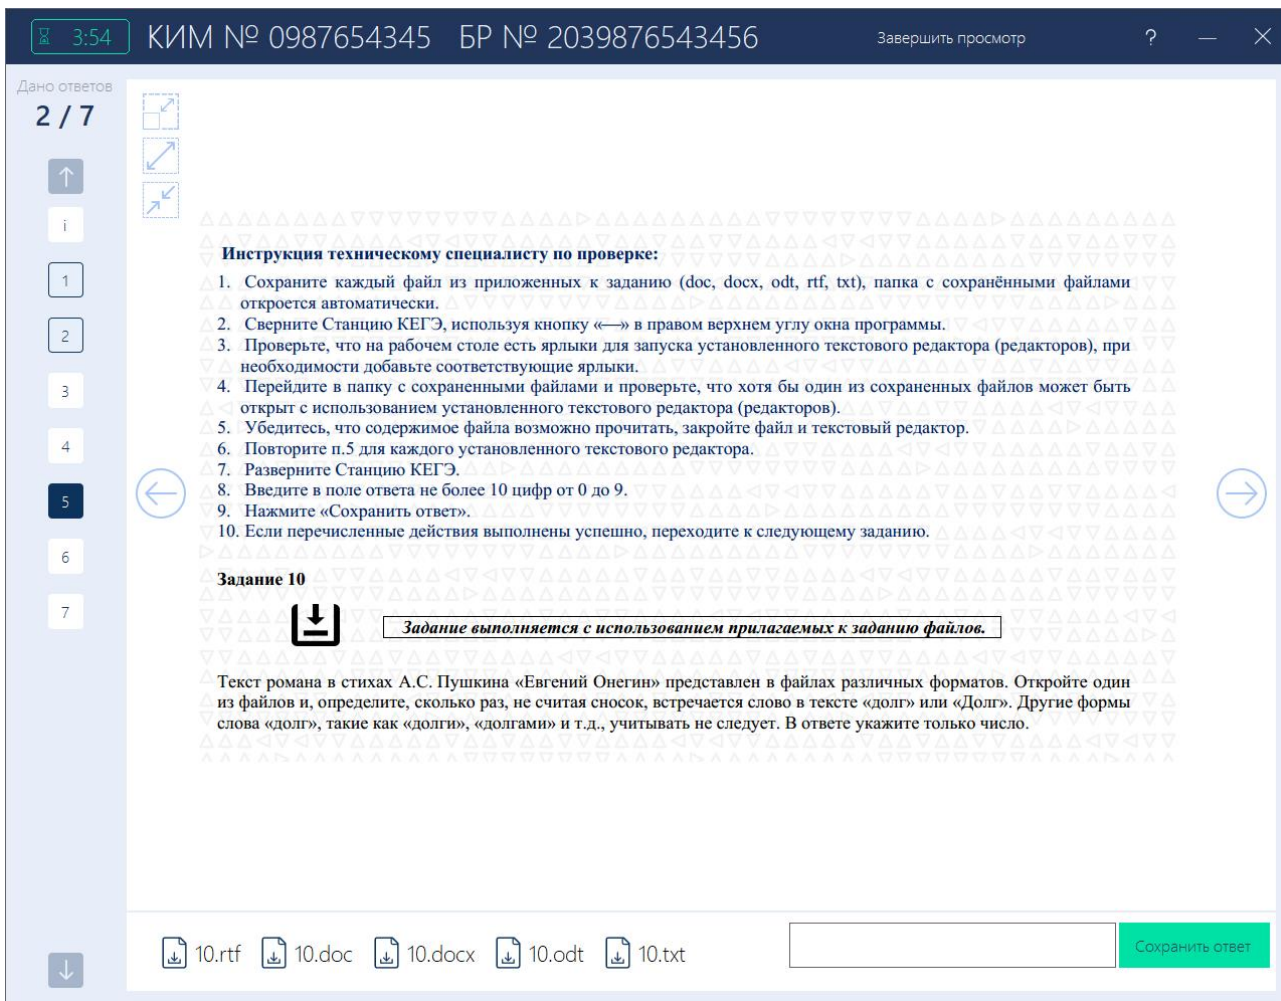 3:54
КИМ № 0987654345 БР № 2039876543456
Завершить просмотр
?
Дано ответов
2 / 7
i
1
2
3
4
5
6
7
Инструкция техническому специалисту по проверке:
1. Сохраните каждый файл из приложенных к заданию (doc, docx, odt, rtf, txt), папка с сохранёнными файлами
откроется автоматически.
2. Сверните Станцию КЕГЭ, используя кнопку «—» в правом верхнем углу окна программы.
3. Проверьте, что на рабочем столе есть ярлыки для запуска установленного текстового редактора (редакторов), при
необходимости добавьте соответствующие ярлыки.
4. Перейдите в папку с сохраненными файлами и проверьте, что хотя бы один из сохраненных файлов может быть
открыт с использованием установленного текстового редактора (редакторов).
5. Убедитесь, что содержимое файла возможно прочитать, закройте файл и текстовый редактор.
6. Повторите п.5 для каждого установленного текстового редактора.
7. Разверните Станцию КЕГЭ.
8. Введите в поле ответа не более 10 цифр от 0 до 9.
9. Нажмите «Сохранить ответ».
10. Если перечисленные действия выполнены успешно, переходите к следующему заданию.
Задание 10
Задание выполняется с использованием прилагаемых к заданию файлов.
Текст романа в стихах А.С. Пушкина «Евгений Онегин» представлен в файлах различных форматов. Откройте один
из файлов и, определите, сколько раз, не считая сносок, встречается слово в тексте «долг» или «Долг». Другие формы
слова «долг», такие как «долги», «долгами» и т.д., учитывать не следует. В ответе укажите только число.
10.rtf 10.doc 10.docx 10.odt 10.txt
Сохранить ответ